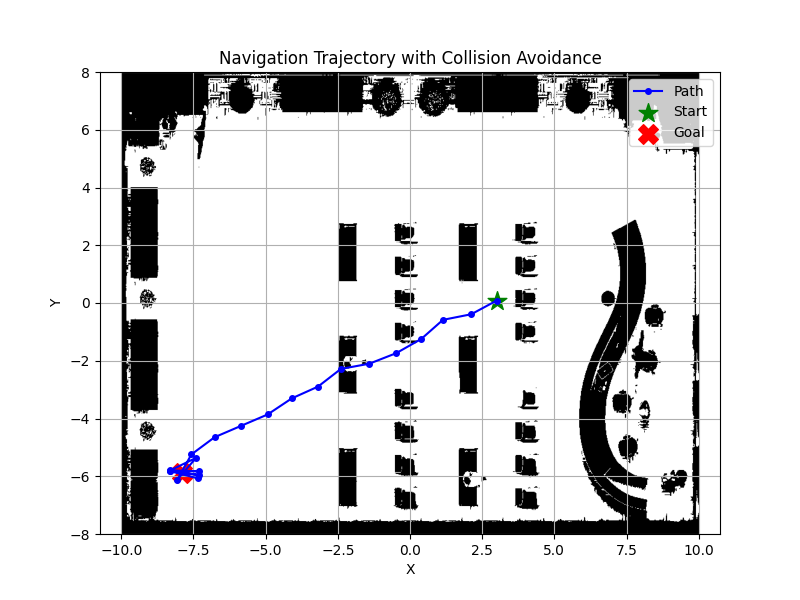 Navigation Trajectory with Collision Avoidance
Path
Start
Goal
8
6
4
2
0
−2
−4
−6
−8
Y
−10.0 −7.5 −5.0 −2.5 0.0 2.5 5.0 7.5 10.0
X